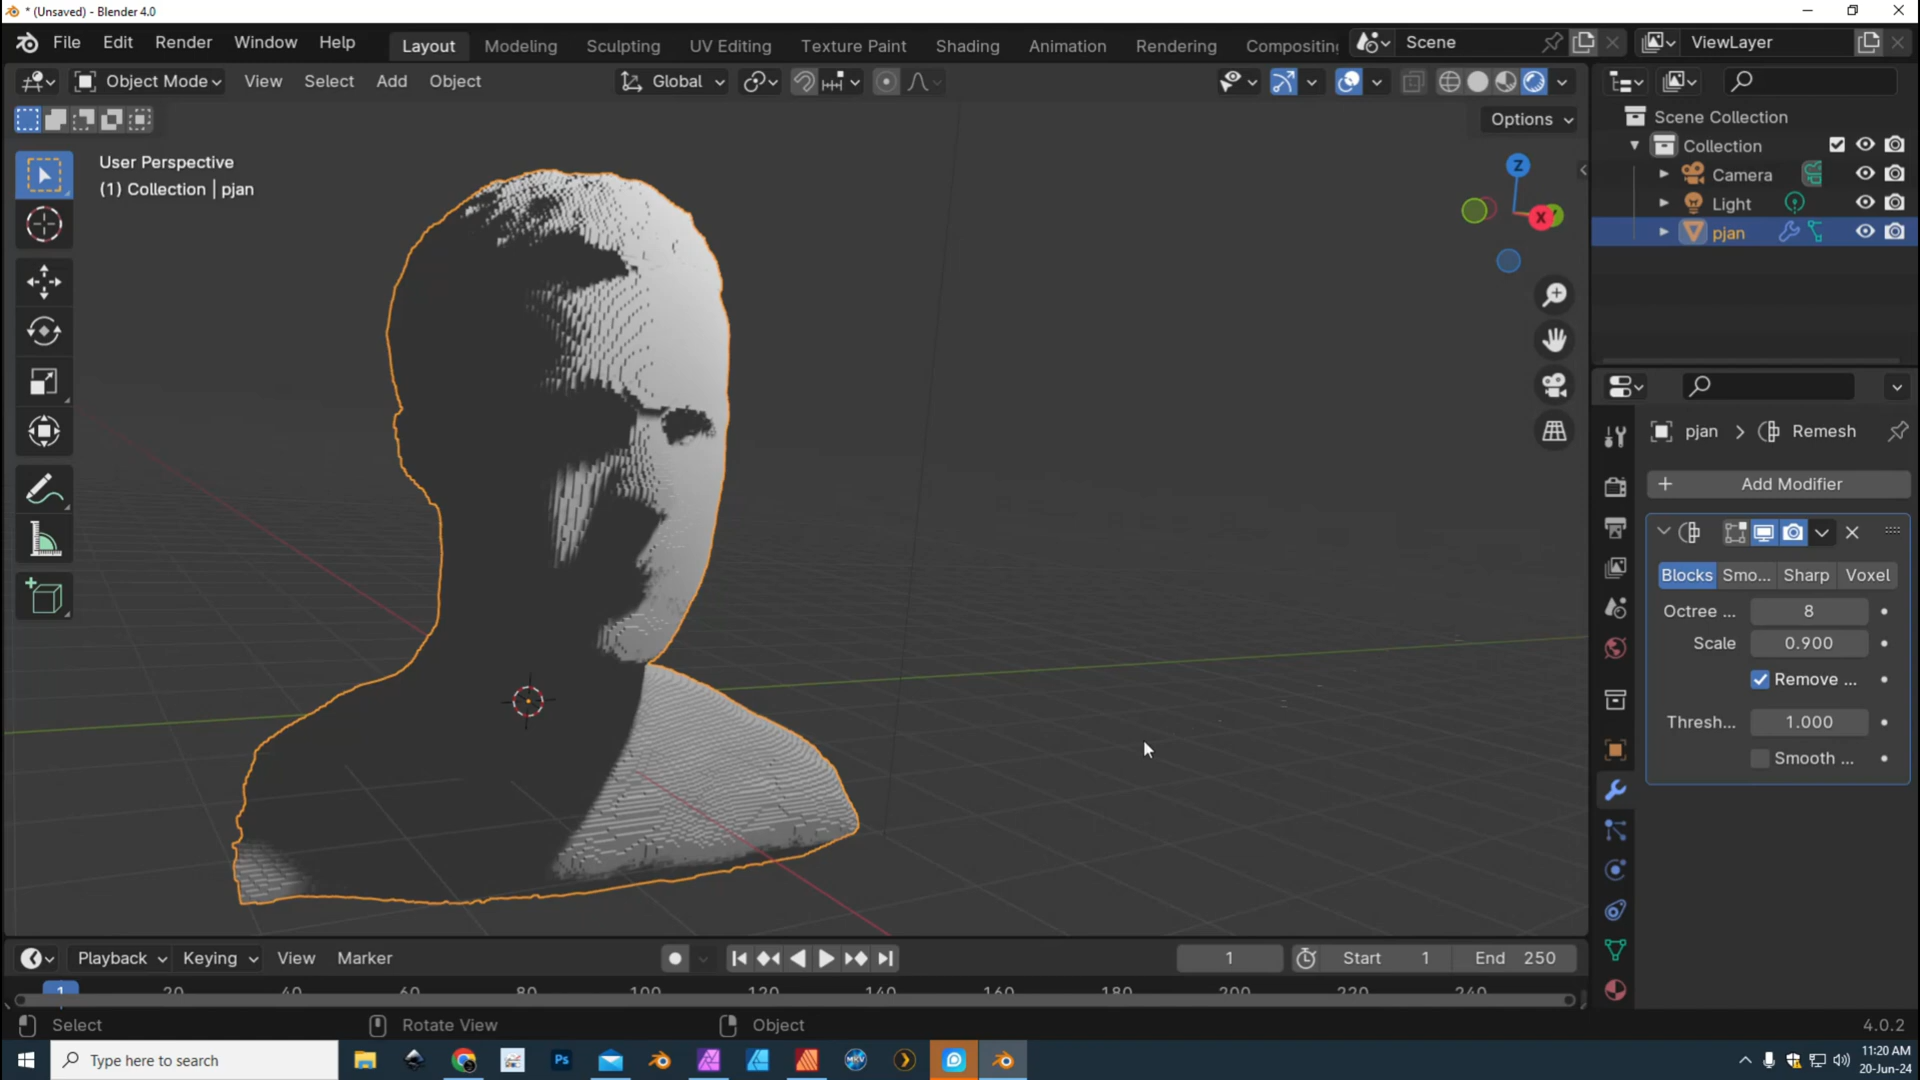 * (Unsaved) - Blender 4.0
File Edit Render Window Help
Layout Modeling Sculpting UV Editing Texture Paint Shading Animation Rendering Compositing
Scene
ViewLayer
Object Mode View Select Add Object
Global
Options
User Perspective
(1) Collection | pjan
Z
X
Scene Collection
Collection
Camera
Light
pjan
pjan > Remesh
+ Add Modifier
Blocks Smo... Sharp Voxel
Octree ... 8
Scale 0.900
Remove ...
Thresh... 1.000
Smooth ...
Playback Keying View Marker
1
Start 1
End 250
1 20 40 60 80 100 120 140 160 180 200 220 240
Select
Rotate View
Object
4.0.2
Type here to search
Ps
MKV
11:20 AM
20-Jun-24